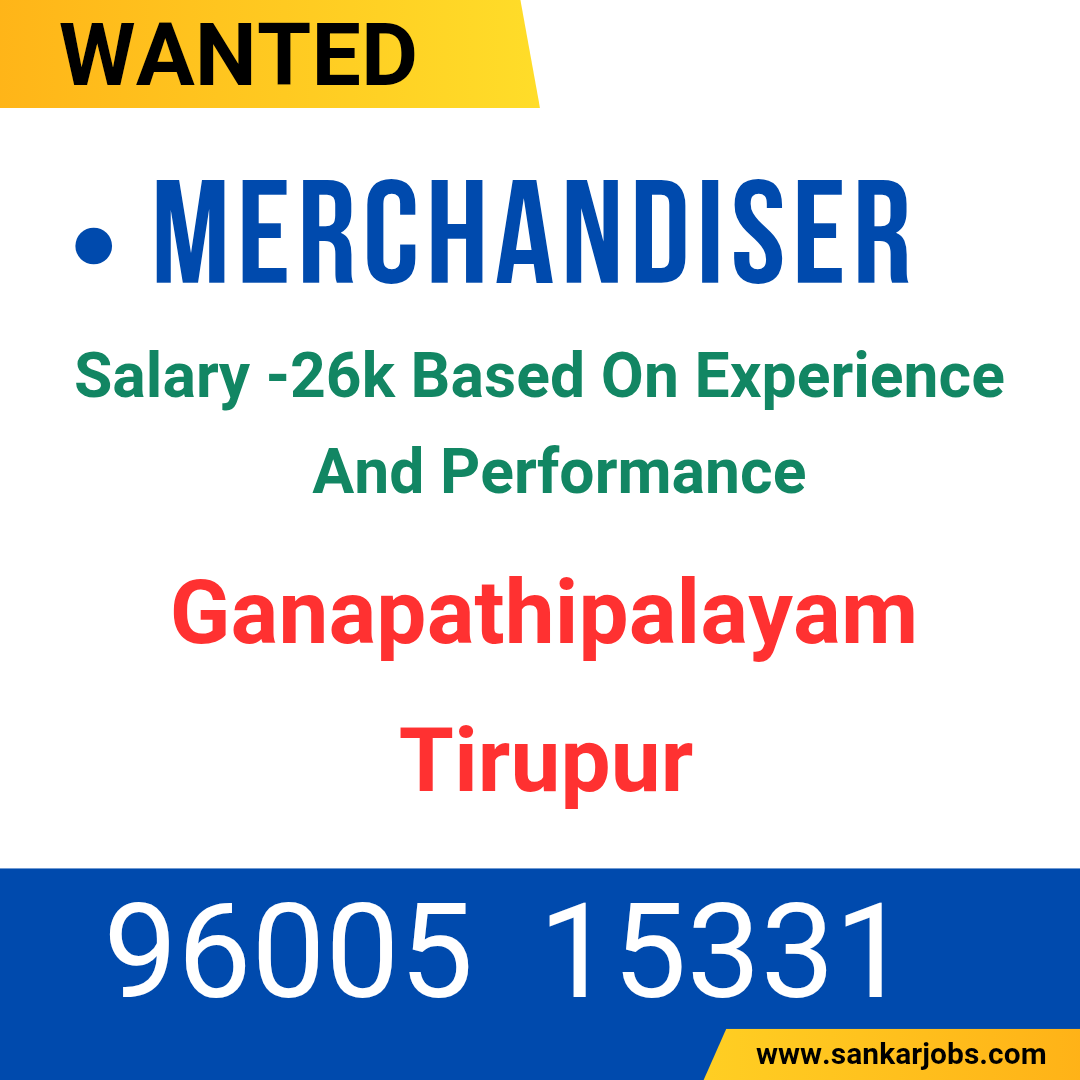 WANTED
• MERCHANDISER
Salary -26k Based On Experience
And Performance
Ganapathipalayam
Tirupur
96005 15331
www.sankarjobs.com